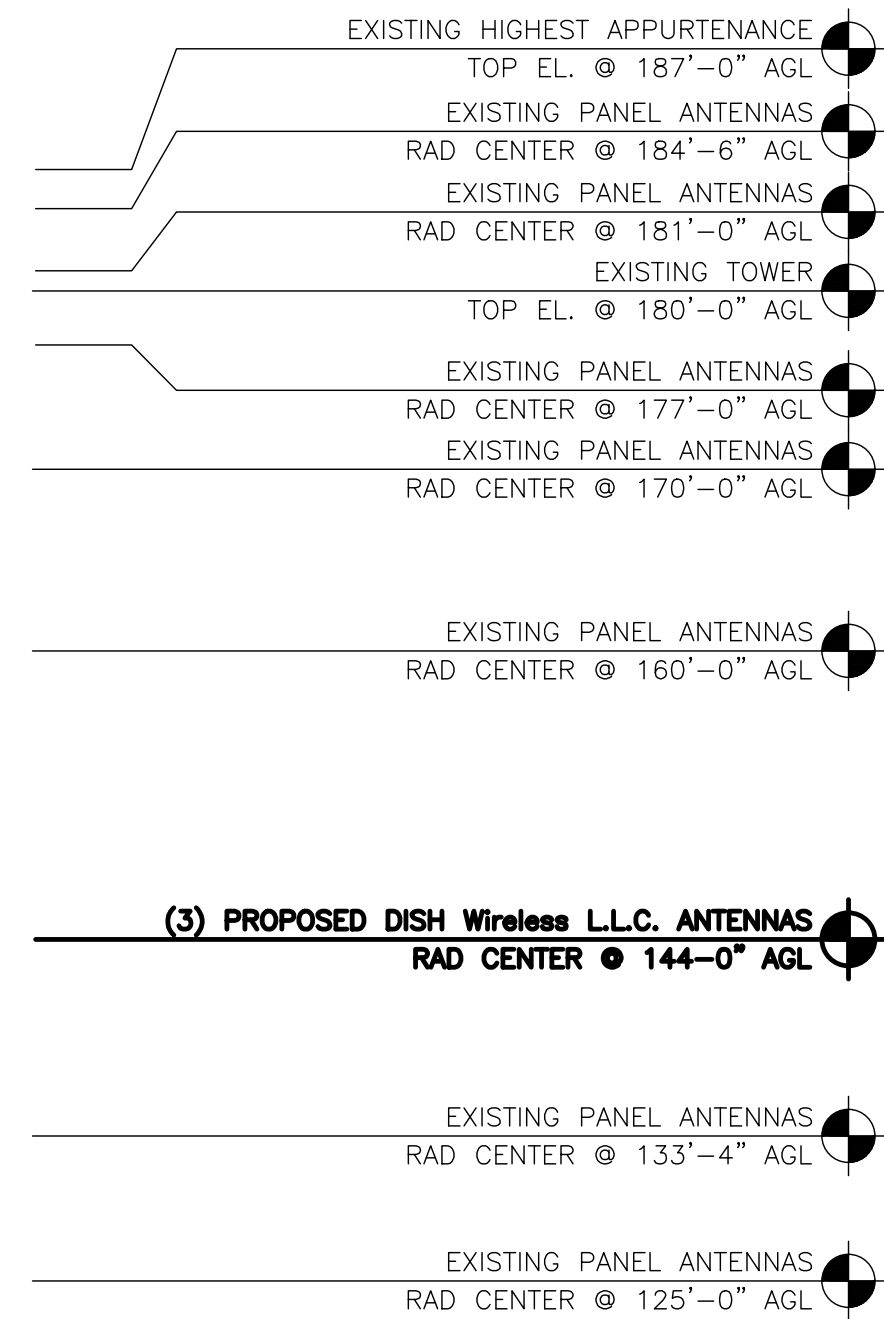 EXISTING HIGHEST APPURTENANCE
TOP EL. @ 187'-0" AGL
EXISTING PANEL ANTENNAS
RAD CENTER @ 184'-6" AGL
EXISTING PANEL ANTENNAS
RAD CENTER @ 181'-0" AGL
EXISTING TOWER
TOP EL. @ 180'-0" AGL
EXISTING PANEL ANTENNAS
RAD CENTER @ 177'-0" AGL
EXISTING PANEL ANTENNAS
RAD CENTER @ 170'-0" AGL
EXISTING PANEL ANTENNAS
RAD CENTER @ 160'-0" AGL
(3) PROPOSED DISH Wireless L.L.C. ANTENNAS
RAD CENTER @ 144-0" AGL
EXISTING PANEL ANTENNAS
RAD CENTER @ 133'-4" AGL
EXISTING PANEL ANTENNAS
RAD CENTER @ 125'-0" AGL